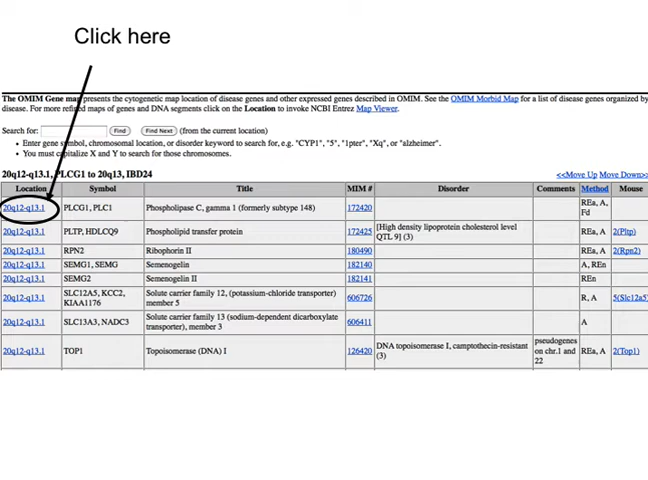 Click here
The OMIM Gene map presents the cytogenetic map location of disease genes and other expressed genes described in OMIM. See the OMIM Morbid Map for a list of disease genes organized by
disease. For more refined maps of genes and DNA segments click on the Location to invoke NCBI Entrez Map Viewer.
Search for: Find Find Next (from the current location)
• Enter gene symbol, chromosomal location, or disorder keyword to search for, e.g. "CYP1", "5", "1pter", "Xq", or "alzheimer".
• You must capitalize X and Y to search for those chromosomes.
20q12-q13.1, PLCG1 to 20q13, IBD24 <<Move Up Move Down>>
Location Symbol Title MIM # Disorder Comments Method Mouse
20q12-q13.1 PLCG1, PLC1 Phospholipase C, gamma 1 (formerly subtype 148) 172420 REa, A,
Fd
20q12-q13.1 PLTP, HDLCQ9 Phospholipid transfer protein 172425 [High density lipoprotein cholesterol level
QTL 9] (3) REa, A 2(Pltp)
20q12-q13.1 RPN2 Ribophorin II 180490 REa, A 2(Rpn2)
20q12-q13.1 SEMG1, SEMG Semenogelin 182140 A, REn
20q12-q13.1 SEMG2 Semenogelin II 182141 REn
20q12-q13.1 SLC12A5, KCC2,
KIAA1176 Solute carrier family 12, (potassium-chloride transporter)
member 5 606726 R, A 5(Slc12a5
20q12-q13.1 SLC13A3, NADC3 Solute carrier family 13 (sodium-dependent dicarboxylate
transporter), member 3 606411 A
20q12-q13.1 TOP1 Topoisomerase (DNA) I 126420 DNA topoisomerase I, camptothecin-resistant
(3) pseudogenes
on chr.1 and
22 REa, A 2(Top1)